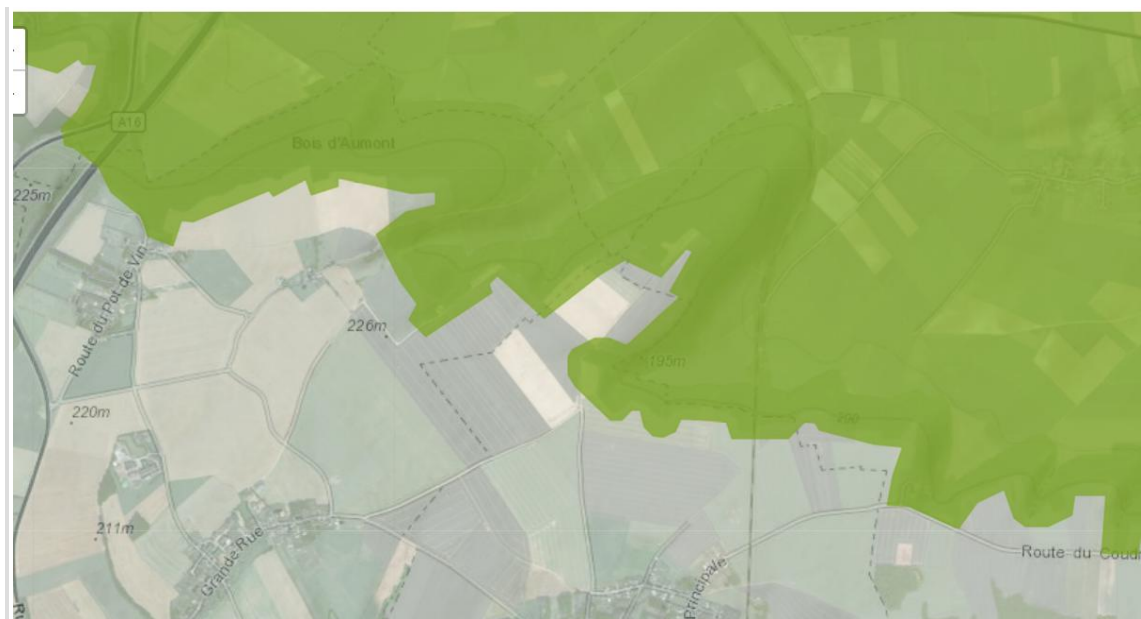 A16
Bois d'Aumont
225m
Route du Pot de Vin
226m
195m
220m
200
211m
Grande Rue
Principale
Route du Coud